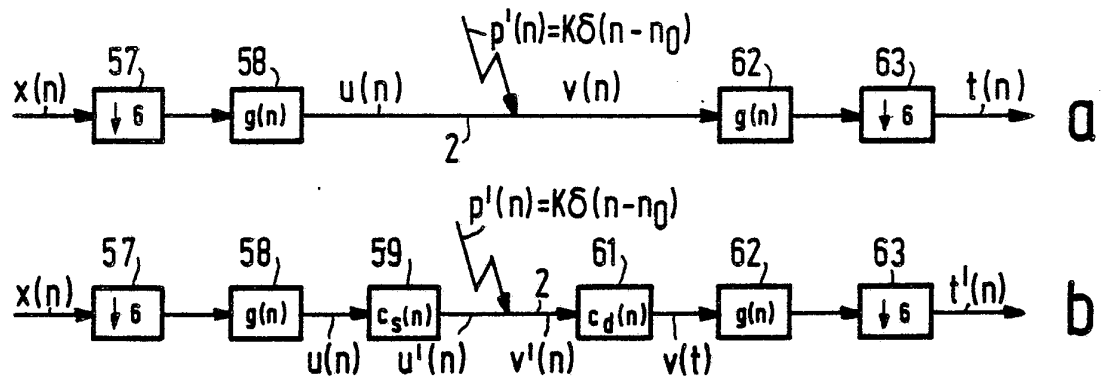 p'(n)=Kδ(n-n0)
57 58 62 63
x(n) u(n) v(n) t(n)
↓ 6 g(n) g(n) ↓ 6 a
2
p'(n)=Kδ(n-n0)
57 58 59 61 62 63
x(n) 2 t'(n)
↓ 6 g(n) cs(n) cd(n) g(n) ↓ 6 b
u(n) u'(n) v'(n) v(t)